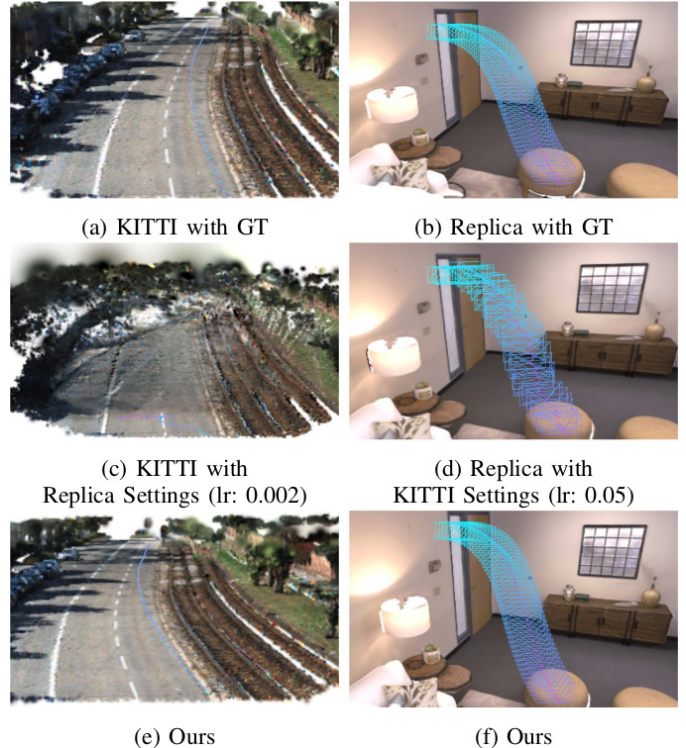 (a) KITTI with GT
(b) Replica with GT
(c) KITTI with
Replica Settings (lr: 0.002)
(d) Replica with
KITTI Settings (lr: 0.05)
(e) Ours
(f) Ours